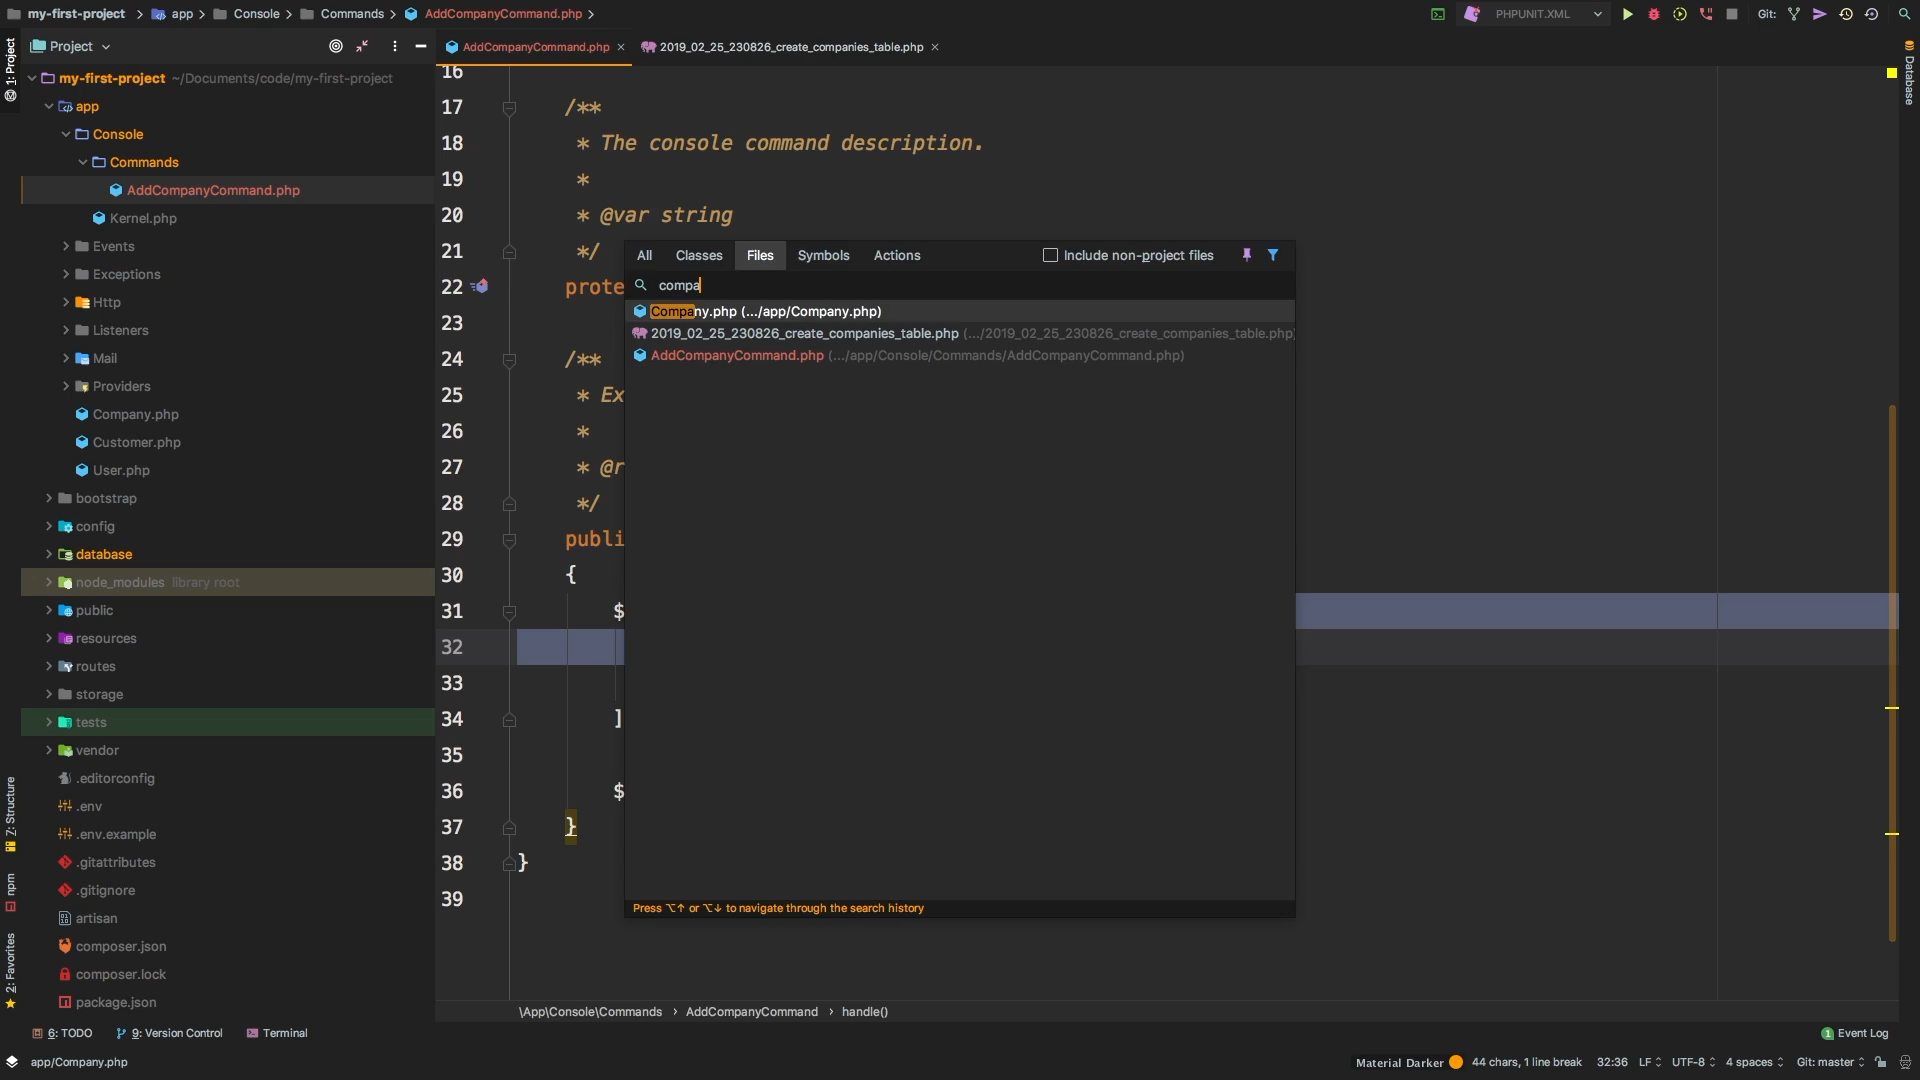 my-first-project app Console Commands AddCompanyCommand.php
PHPUNIT.XML
Git:
1: Project
Project
AddCompanyCommand.php
2019_02_25_230826_create_companies_table.php
Database
my-first-project ~/Documents/code/my-first-project
app
Console
Commands
AddCompanyCommand.php
Kernel.php
Events
Exceptions
Http
Listeners
Mail
Providers
Company.php
Customer.php
User.php
bootstrap
config
database
node_modules library root
public
resources
routes
storage
tests
vendor
.editorconfig
.env
.env.example
.gitattributes
.gitignore
artisan
composer.json
composer.lock
package.json
Z: Structure
npm
2: Favorites
16
17 /**
18 * The console command description.
19 *
20 * @var string
21 */
22 prote
23
24 /**
25 * Ex
26 *
27 * @r
28 */
29 publi
30 {
31 $
32
33
34 ]
35
36 $
37 }
38 }
39
All Classes Files Symbols Actions Include non-project files
compa
Company.php (.../app/Company.php)
2019_02_25_230826_create_companies_table.php (.../2019_02_25_230826_create_companies_table.php)
AddCompanyCommand.php (.../app/Console/Commands/AddCompanyCommand.php)
Press ⌥↑ or ⌥↓ to navigate through the search history
\App\Console\Commands › AddCompanyCommand › handle()
6: TODO 9: Version Control Terminal
1 Event Log
app/Company.php
Material Darker 44 chars, 1 line break 32:36 LF UTF-8 4 spaces Git: master